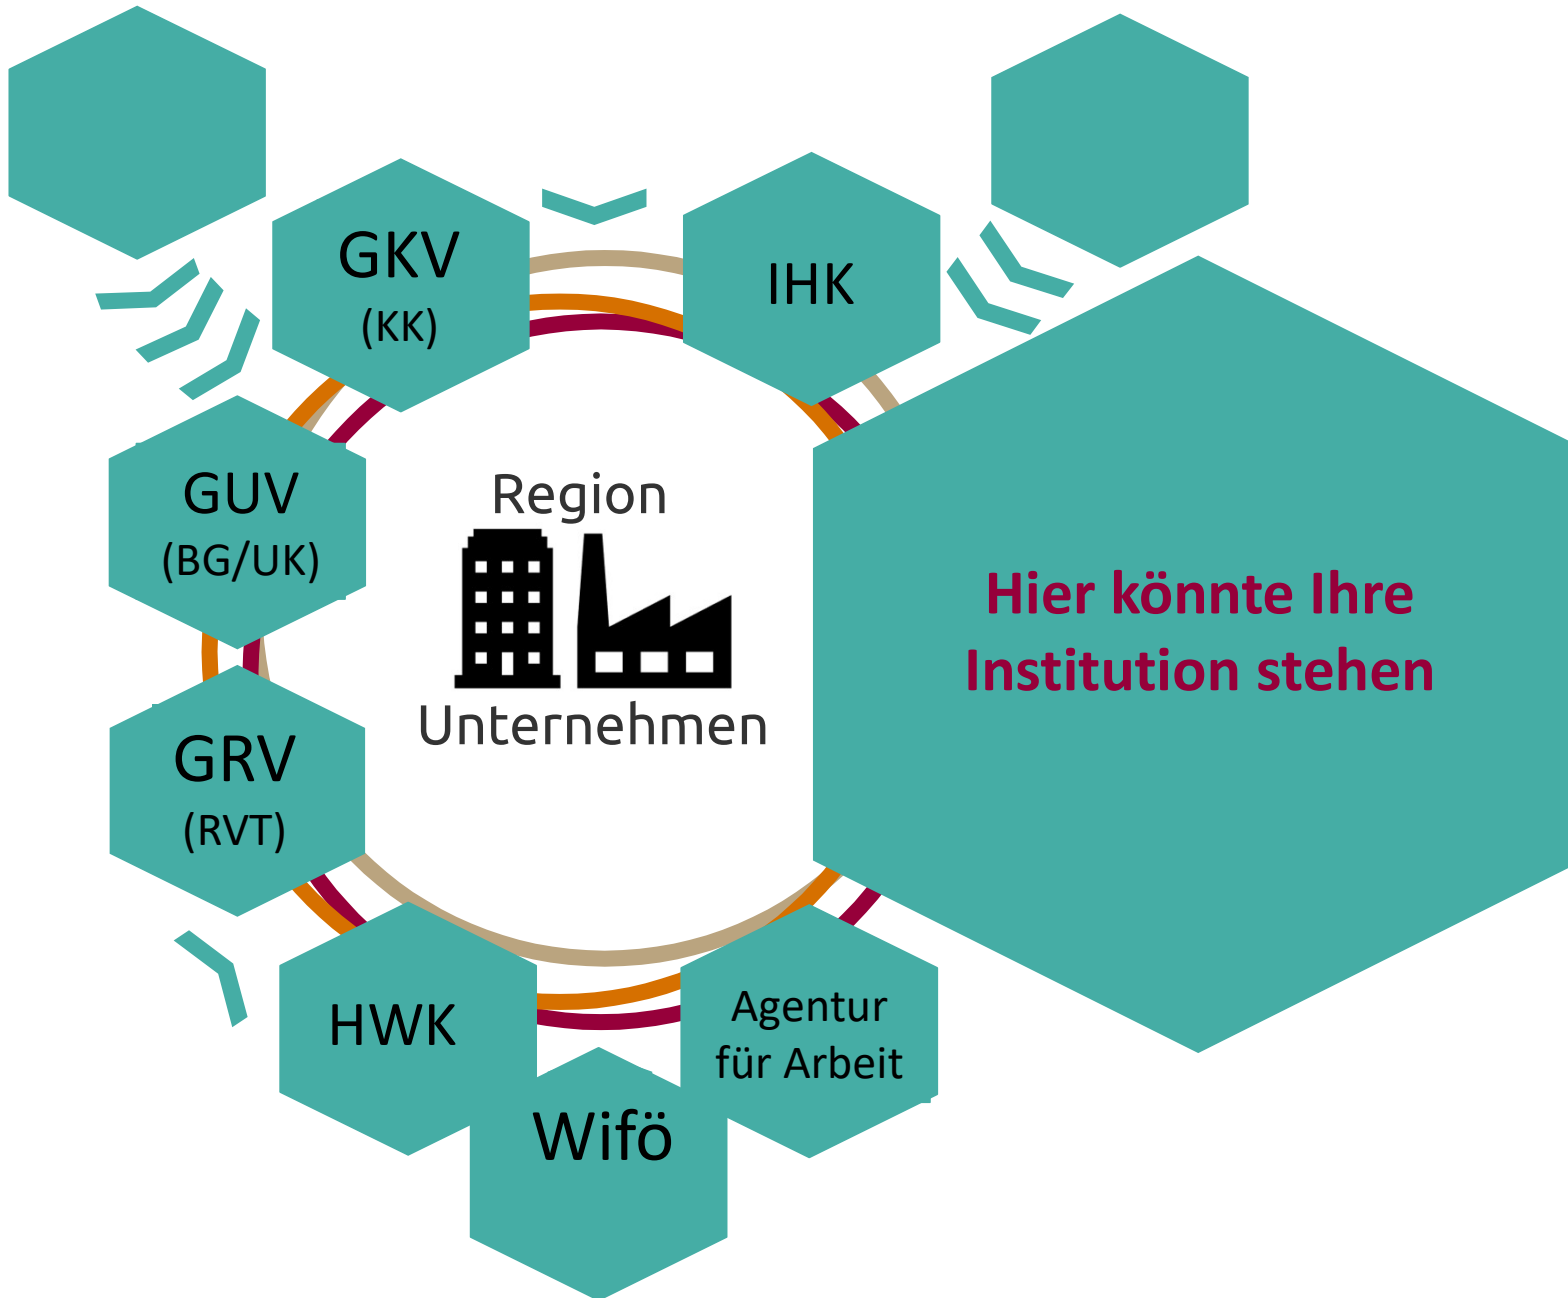 GKV
(KK)
IHK
GUV
(BG/UK)
Region
Unternehmen
Hier könnte Ihre
Institution stehen
GRV
(RVT)
HWK
Agentur
für Arbeit
Wifö